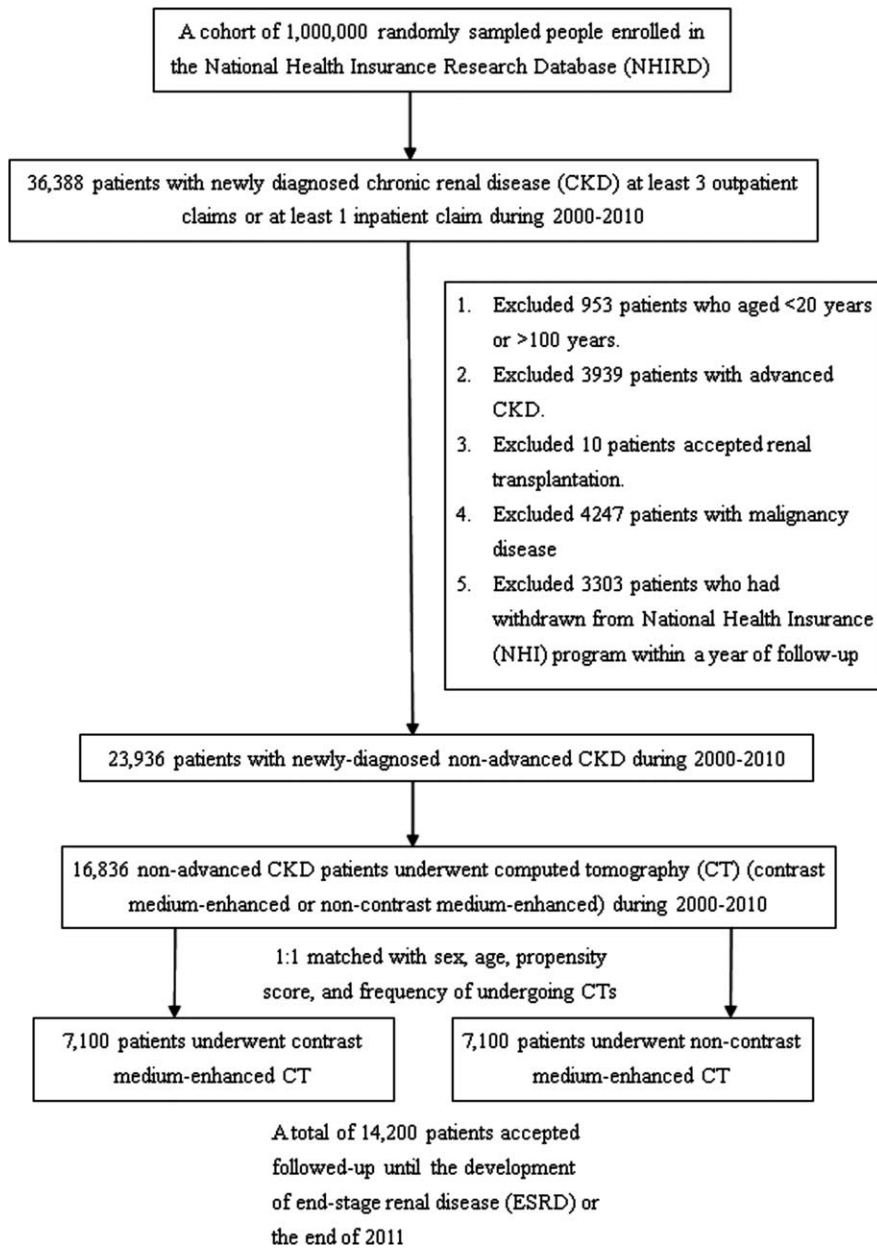 A cohort of 1,000,000 randomly sampled people enrolled in
the National Health Insurance Research Database (NHIRD)
36,388 patients with newly diagnosed chronic renal disease (CKD) at least 3 outpatient
claims or at least 1 inpatient claim during 2000-2010
1. Excluded 953 patients who aged <20 years
or >100 years.
2. Excluded 3939 patients with advanced
CKD.
3. Excluded 10 patients accepted renal
transplantation.
4. Excluded 4247 patients with malignancy
disease
5. Excluded 3303 patients who had
withdrawn from National Health Insurance
(NHI) program within a year of follow-up
23,936 patients with newly-diagnosed non-advanced CKD during 2000-2010
16,836 non-advanced CKD patients underwent computed tomography (CT) (contrast
medium-enhanced or non-contrast medium-enhanced) during 2000-2010
1:1 matched with sex, age, propensity
score, and frequency of undergoing CTs
7,100 patients underwent contrast
medium-enhanced CT
7,100 patients underwent non-contrast
medium-enhanced CT
A total of 14,200 patients accepted
followed-up until the development
of end-stage renal disease (ESRD) or
the end of 2011